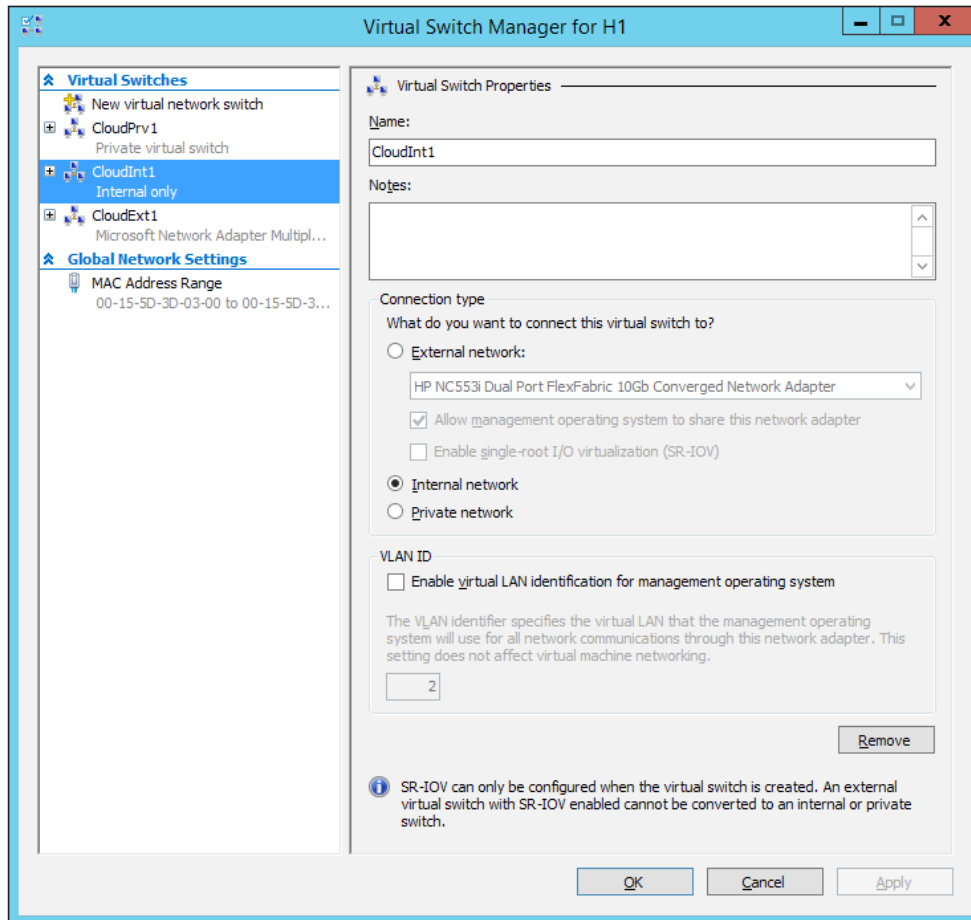 Virtual Switch Manager for H1
Virtual Switches
New virtual network switch
CloudPrv1
Private virtual switch
CloudInt1
Internal only
CloudExt1
Microsoft Network Adapter Multipl...
Global Network Settings
MAC Address Range
00-15-5D-3D-03-00 to 00-15-5D-3...
Virtual Switch Properties
Name:
CloudInt1
Notes:
Connection type
What do you want to connect this virtual switch to?
External network:
HP NC553i Dual Port FlexFabric 10Gb Converged Network Adapter
Allow management operating system to share this network adapter
Enable single-root I/O virtualization (SR-IOV)
Internal network
Private network
VLAN ID
Enable virtual LAN identification for management operating system
The VLAN identifier specifies the virtual LAN that the management operating
system will use for all network communications through this network adapter. This
setting does not affect virtual machine networking.
2
Remove
SR-IOV can only be configured when the virtual switch is created. An external
virtual switch with SR-IOV enabled cannot be converted to an internal or private
switch.
OK
Cancel
Apply